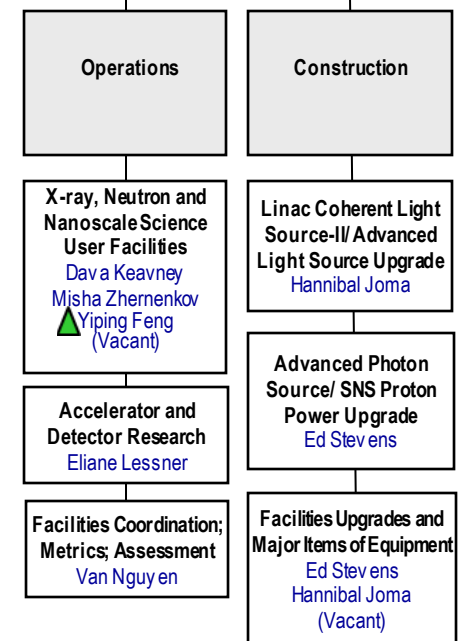 Operations
X-ray, Neutron and
Nanoscale Science
User Facilities
Dava Keavney
Misha Zhernenkov
Yiping Feng
(Vacant)
Accelerator and
Detector Research
Eliane Lessner
Facilities Coordination;
Metrics; Assessment
Van Nguyen
Construction
Linac Coherent Light
Source-II/ Advanced
Light Source Upgrade
Hannibal Joma
Advanced Photon
Source/ SNS Proton
Power Upgrade
Ed Stevens
Facilities Upgrades and
Major Items of Equipment
Ed Stevens
Hannibal Joma
(Vacant)